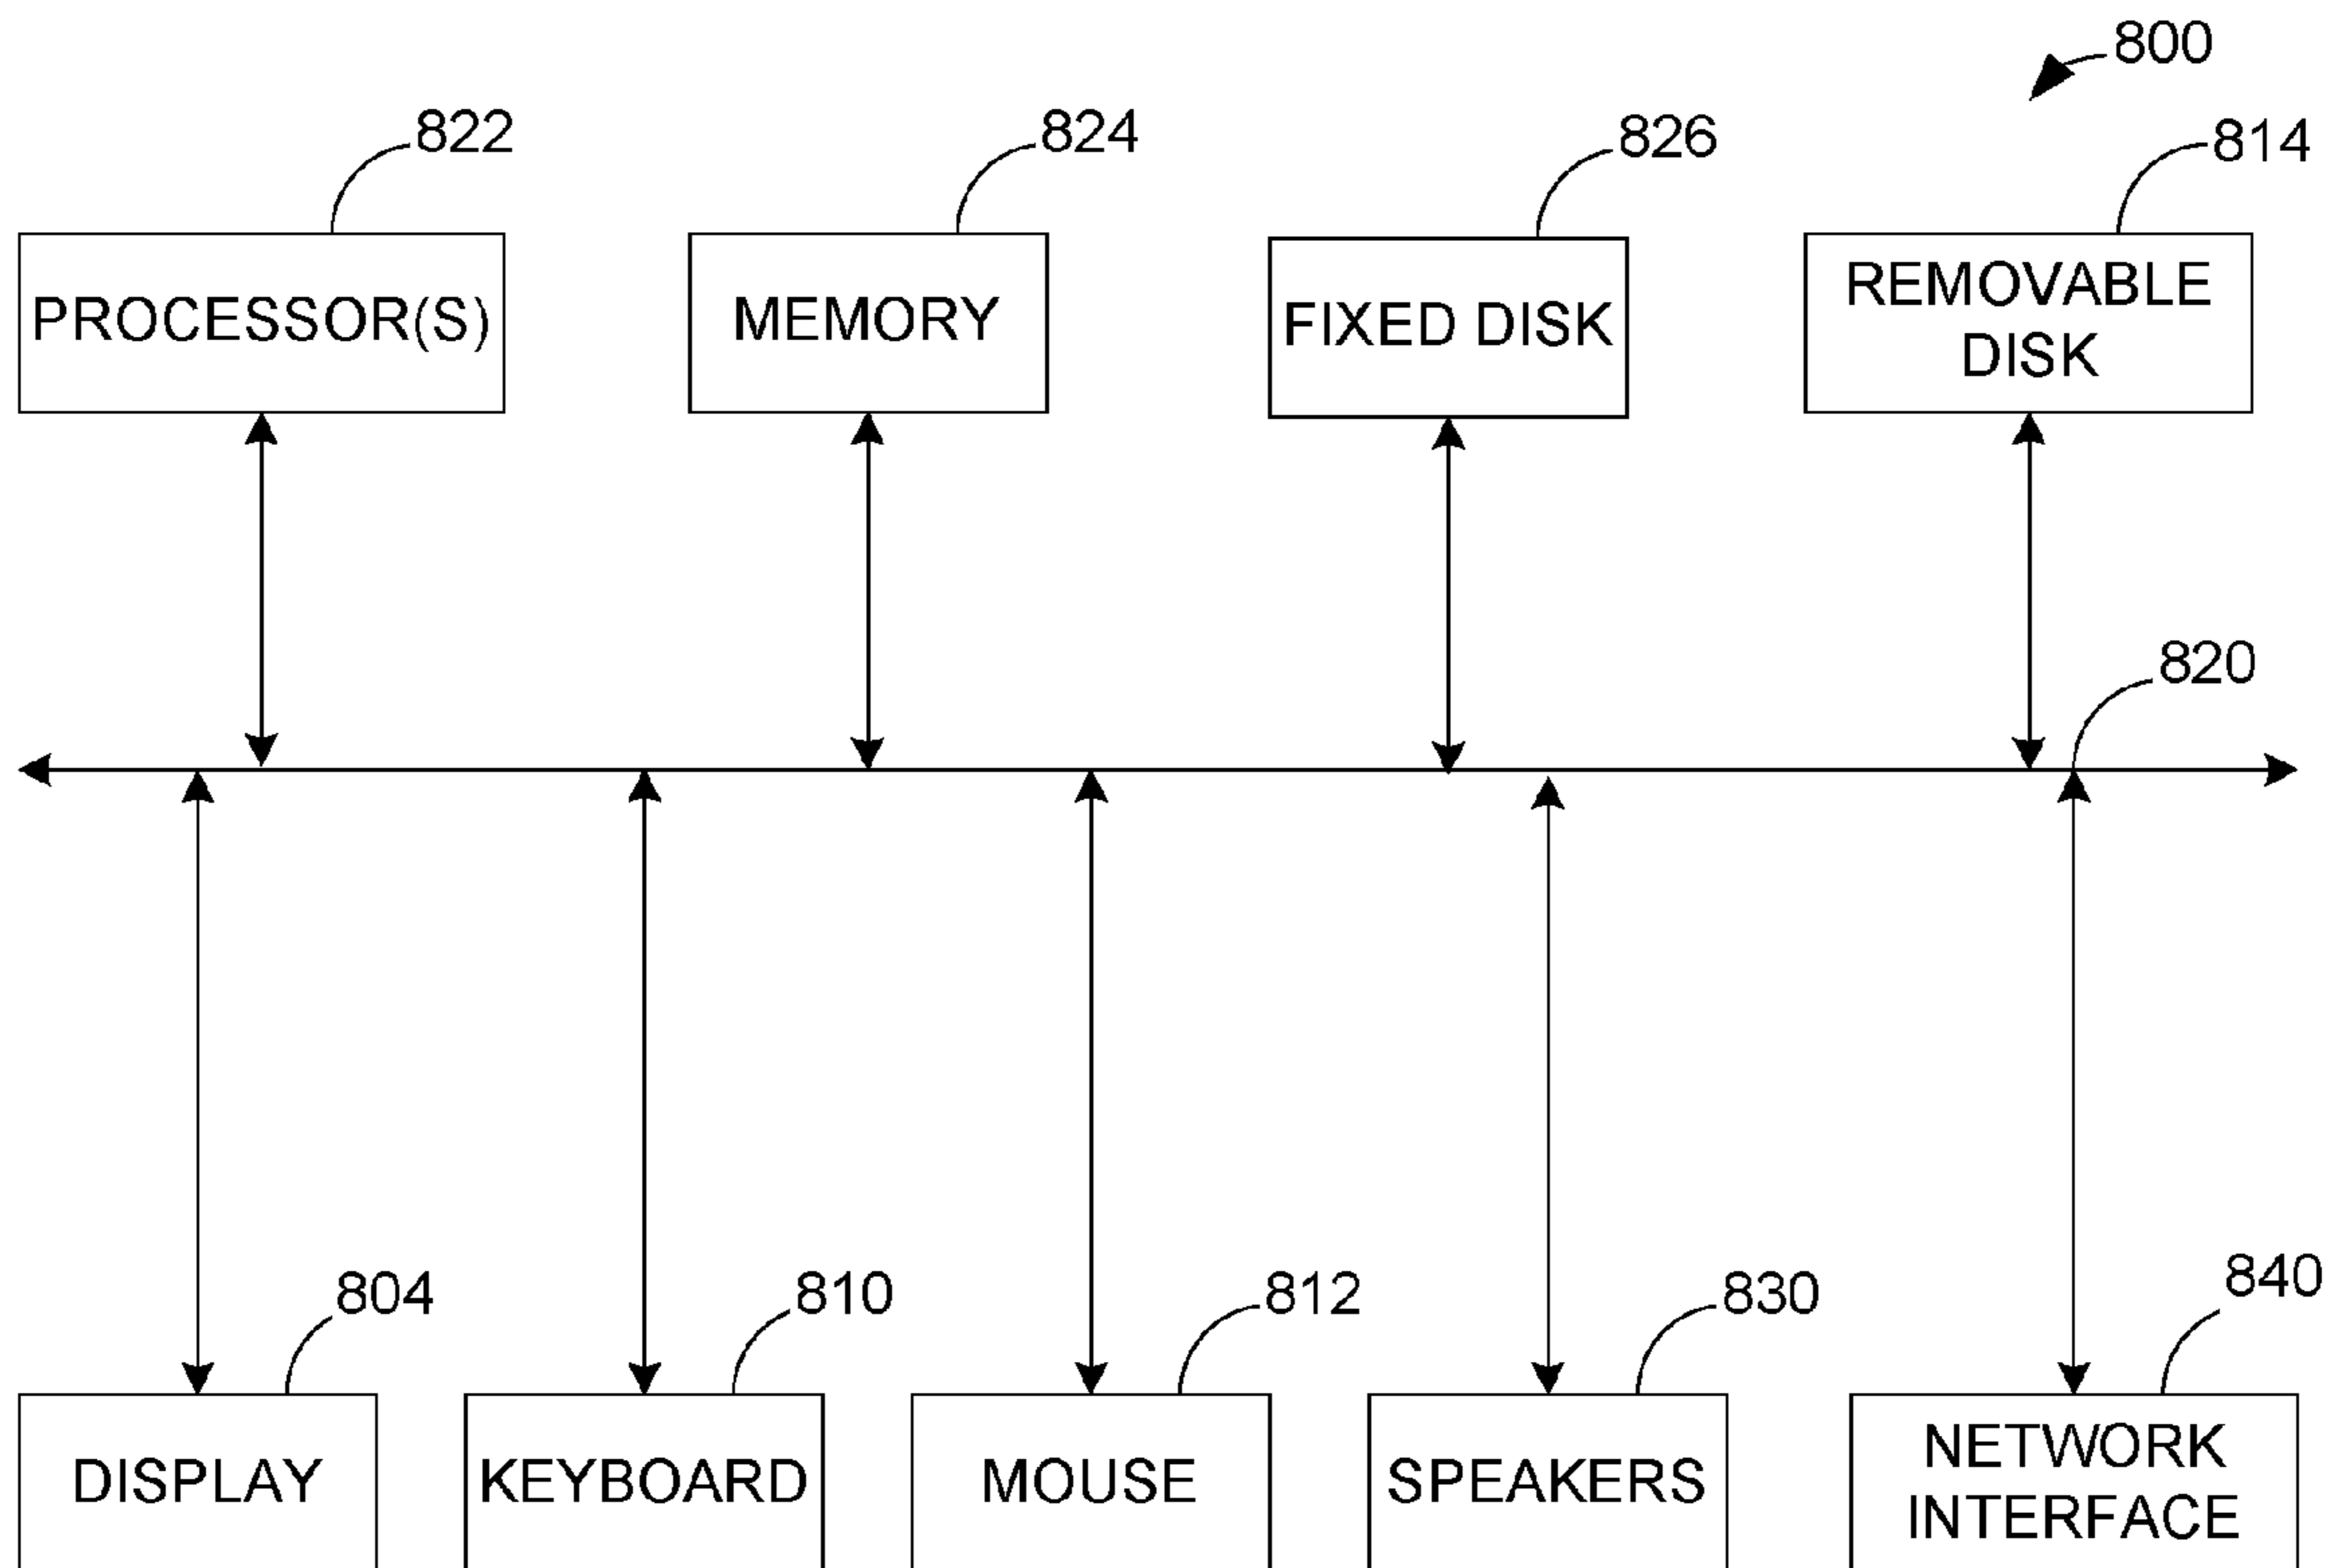 800
822
824
826
814
PROCESSOR(S)
MEMORY
FIXED DISK
REMOVABLE
DISK
820
804
810
812
830
840
DISPLAY
KEYBOARD
MOUSE
SPEAKERS
NETWORK
INTERFACE